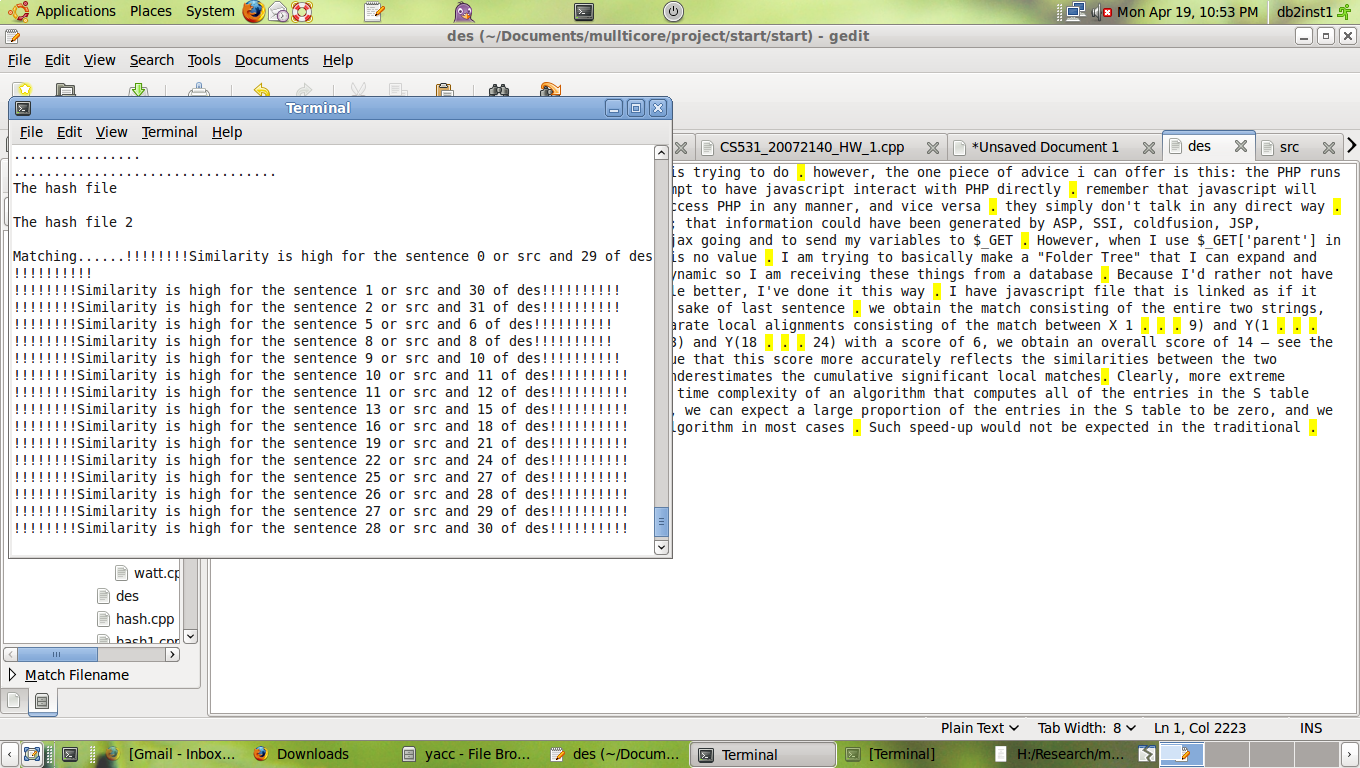 Applications Places System Mon Apr 19, 10:53 PM db2inst1
des (~/Documents/mullticore/project/start/start) - gedit
File Edit View Search Tools Documents Help
Terminal
File Edit View Terminal Help
................
.................................
The hash file
The hash file 2
Matching......!!!!!!!!Similarity is high for the sentence 0 or src and 29 of des
!!!!!!!!!!
!!!!!!!!Similarity is high for the sentence 1 or src and 30 of des!!!!!!!!!!
!!!!!!!!Similarity is high for the sentence 2 or src and 31 of des!!!!!!!!!!
!!!!!!!!Similarity is high for the sentence 5 or src and 6 of des!!!!!!!!!!
!!!!!!!!Similarity is high for the sentence 8 or src and 8 of des!!!!!!!!!!
!!!!!!!!Similarity is high for the sentence 9 or src and 10 of des!!!!!!!!!!
!!!!!!!!Similarity is high for the sentence 10 or src and 11 of des!!!!!!!!!!
!!!!!!!!Similarity is high for the sentence 11 or src and 12 of des!!!!!!!!!!
!!!!!!!!Similarity is high for the sentence 13 or src and 15 of des!!!!!!!!!!
!!!!!!!!Similarity is high for the sentence 16 or src and 18 of des!!!!!!!!!!
!!!!!!!!Similarity is high for the sentence 19 or src and 21 of des!!!!!!!!!!
!!!!!!!!Similarity is high for the sentence 22 or src and 24 of des!!!!!!!!!!
!!!!!!!!Similarity is high for the sentence 25 or src and 27 of des!!!!!!!!!!
!!!!!!!!Similarity is high for the sentence 26 or src and 28 of des!!!!!!!!!!
!!!!!!!!Similarity is high for the sentence 27 or src and 29 of des!!!!!!!!!!
!!!!!!!!Similarity is high for the sentence 28 or src and 30 of des!!!!!!!!!!
CS531_20072140_HW_1.cpp *Unsaved Document 1 des src
is trying to do . however, the one piece of advice i can offer is this: the PHP runs
to have javascript interact with PHP directly . remember that javascript will
PHP in any manner, and vice versa . they simply don't talk in any direct way .
that information could have been generated by ASP, SSI, coldfusion, JSP,
going and to send my variables to $_GET . However, when I use $_GET['parent'] in
is no value . I am trying to basically make a "Folder Tree" that I can expand and
so I am receiving these things from a database . Because I'd rather not have
better, I've done it this way . I have javascript file that is linked as if it
sake of last sentence . we obtain the match consisting of the entire two strings,
local alignments consisting of the match between X 1 . . . 9) and Y(1 . . .
and Y(18 . . . 24) with a score of 6, we obtain an overall score of 14 — see the
that this score more accurately reflects the similarities between the two
the cumulative significant local matches. Clearly, more extreme
time complexity of an algorithm that computes all of the entries in the S table
, we can expect a large proportion of the entries in the S table to be zero, and we
in most cases . Such speed-up would not be expected in the traditional .
watt.cp
des
hash.cpp
hash1.cpp
Match Filename
Plain Text Tab Width: 8 Ln 1, Col 2223 INS
[Gmail - Inbox... Downloads yacc - File Bro... des (~/Docum... Terminal [Terminal] H:/Research/m...